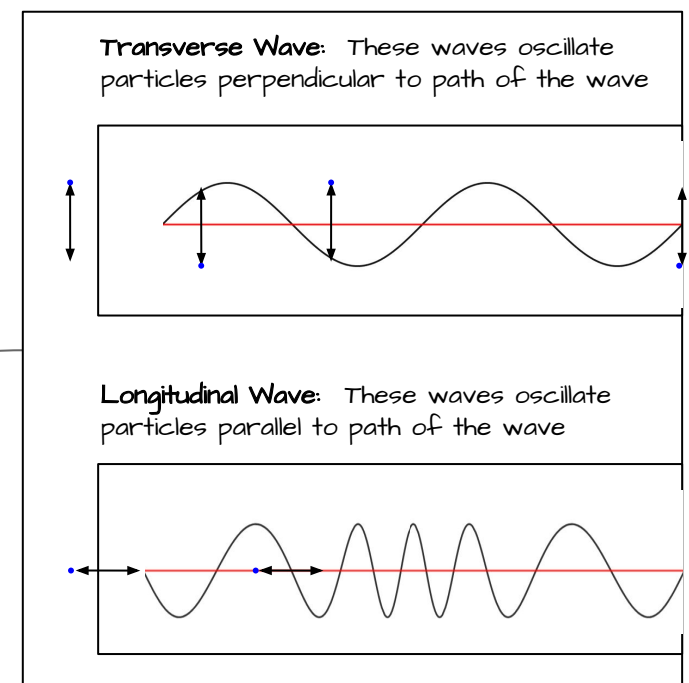 Transverse Wave: These waves oscillate
particles perpendicular to path of the wave
Longitudinal Wave: These waves oscillate
particles parallel to path of the wave